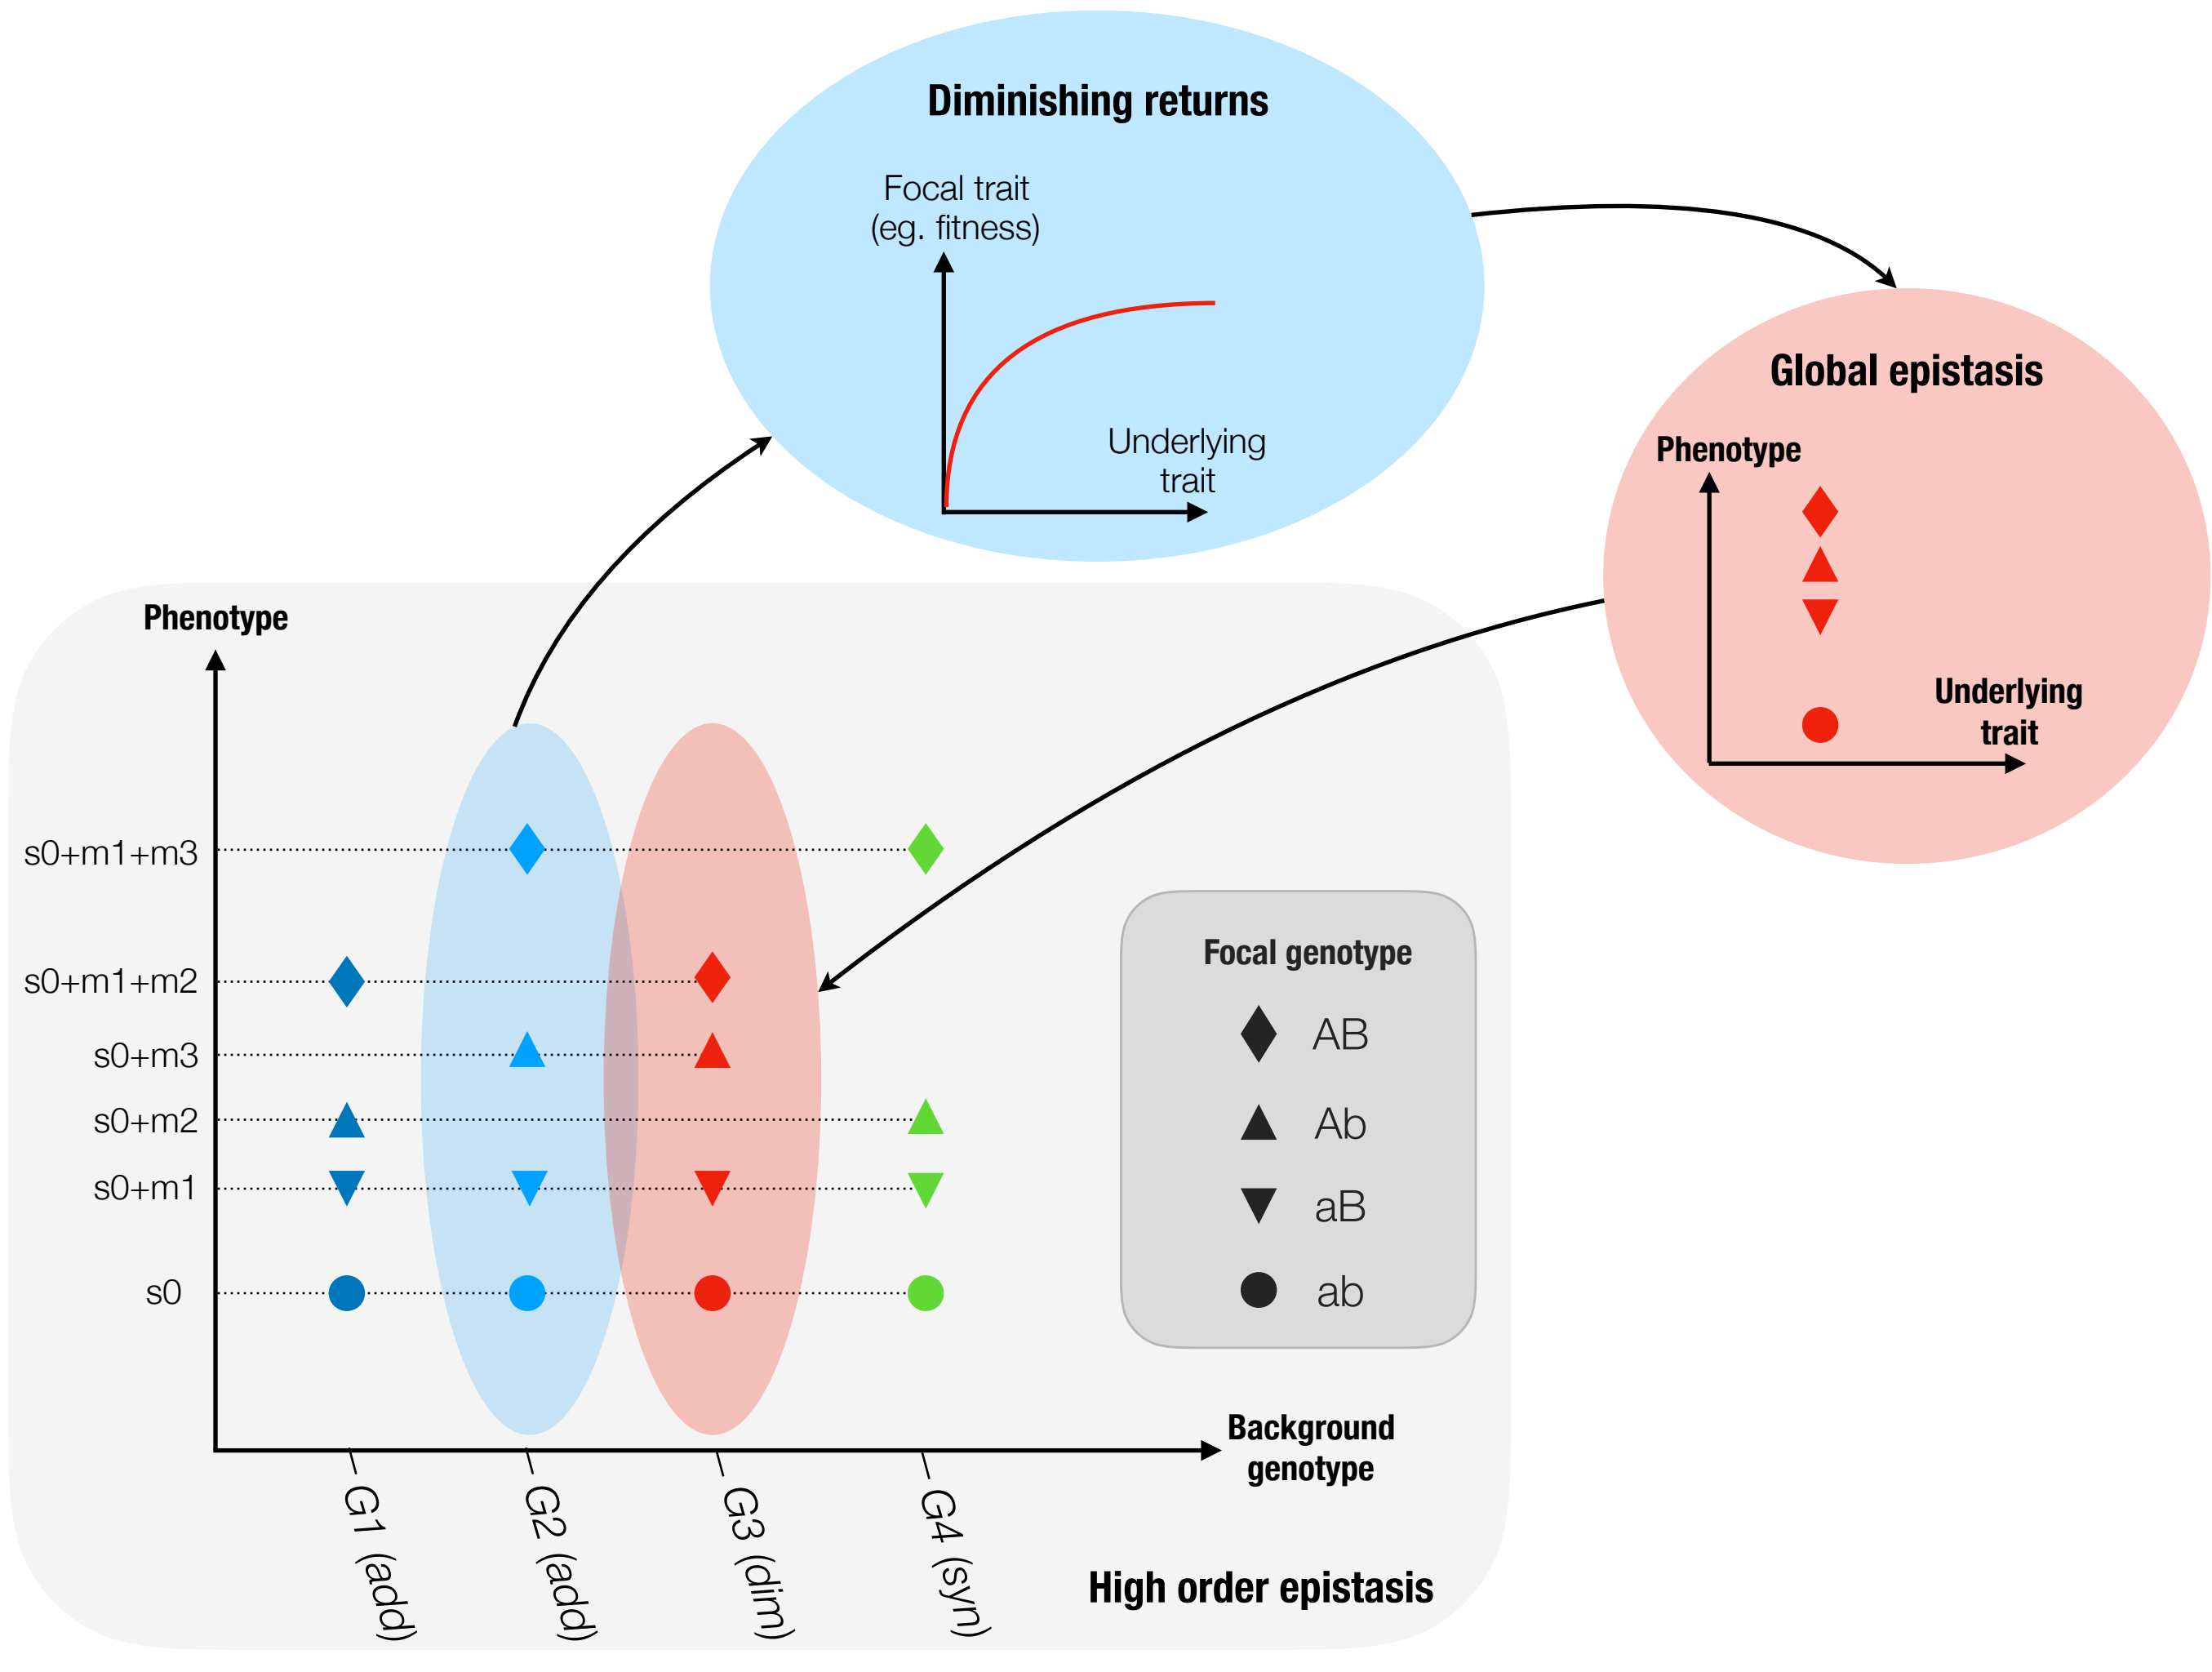 Diminishing returns
Focal trait
(eg. fitness)
Underlying
trait
Global epistasis
Phenotype
Underlying
trait
Phenotype
s0+m1+m3
s0+m1+m2
s0+m3
s0+m2
s0+m1
s0
Focal genotype
AB
Ab
aB
ab
Background
genotype
G1 (add)
G2 (add)
G3 (dim)
G4 (syn)
High order epistasis